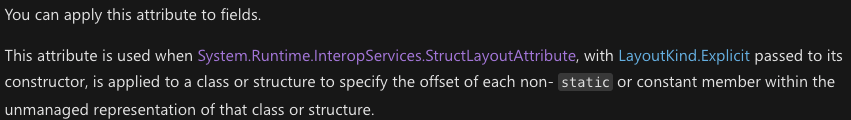 You can apply this attribute to fields.
This attribute is used when System.Runtime.InteropServices.StructLayoutAttribute, with LayoutKind.Explicit passed to its
constructor, is applied to a class or structure to specify the offset of each non- static or constant member within the
unmanaged representation of that class or structure.